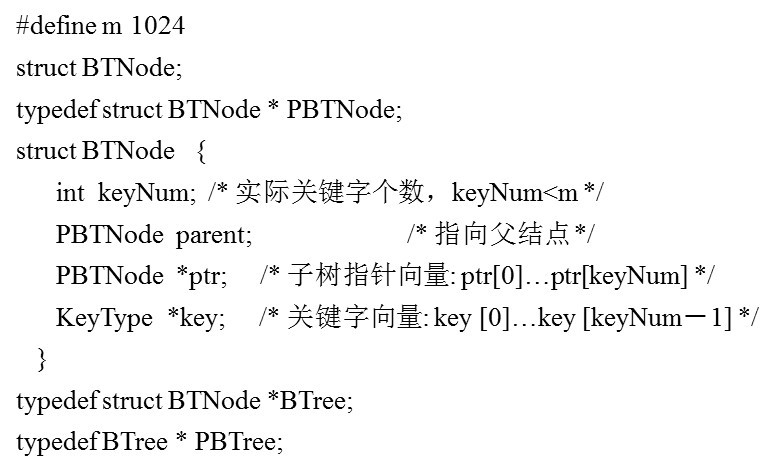 #define m 1024
struct BTNode;
typedef struct BTNode * PBTNode;
struct BTNode {
int keyNum; /* 实际关键字个数，keyNum<m */
PBTNode parent; /* 指向父结点 */
PBTNode *ptr; /* 子树指针向量: ptr[0]…ptr[keyNum] */
KeyType *key; /* 关键字向量: key [0]…key [keyNum－1] */
}
typedef struct BTNode *BTree;
typedef BTree * PBTree;